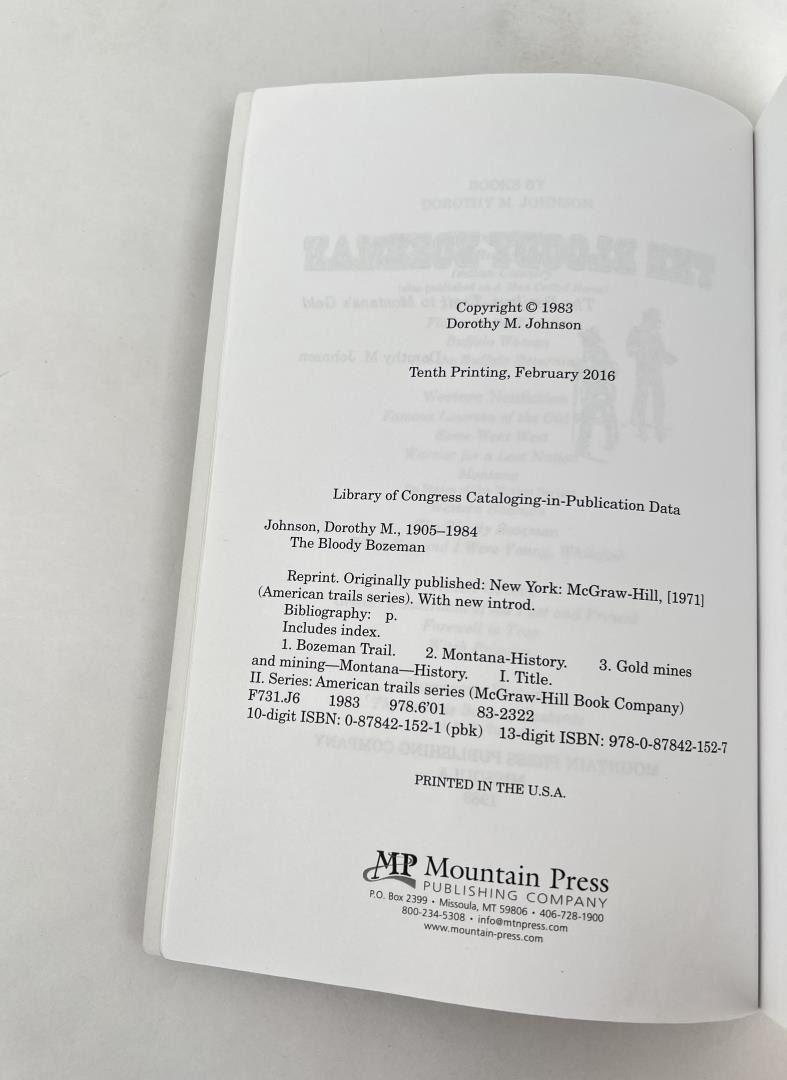 Copyright © 1983
Dorothy M. Johnson
Tenth Printing, February 2016
Library of Congress Cataloging-in-Publication Data
Johnson, Dorothy M., 1905–1984
The Bloody Bozeman
Reprint. Originally published: New York: McGraw-Hill, [1971]
(American trails series). With new introd.
Bibliography: p.
Includes index.
1. Bozeman Trail. 2. Montana-History. 3. Gold mines
and mining—Montana—History. I. Title.
II. Series: American trails series (McGraw-Hill Book Company)
F731.J6 1983 978.6'01 83-2322
10-digit ISBN: 0-87842-152-1 (pbk) 13-digit ISBN: 978-0-87842-152-7
PRINTED IN THE U.S.A.
MP Mountain Press
PUBLISHING COMPANY
P.O. Box 2399 • Missoula, MT 59806 • 406-728-1900
800-234-5308 • info@mtnpress.com
www.mountain-press.com